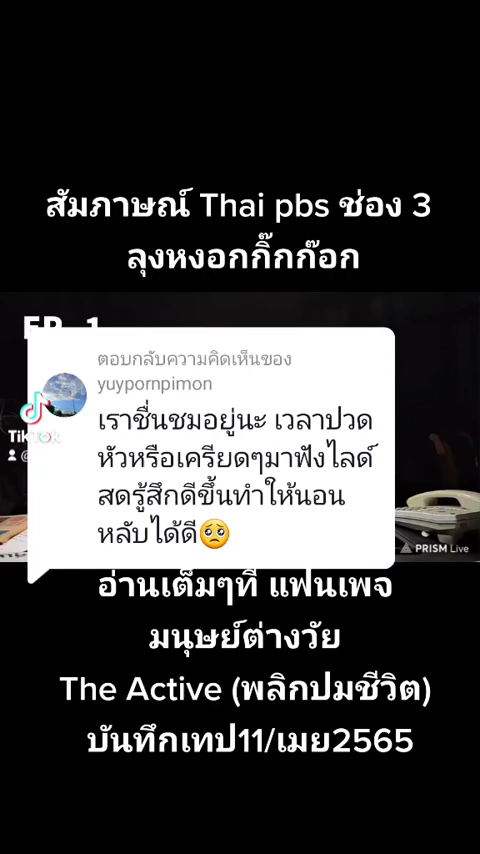 สัมภาษณ์ Thai pbs ช่อง 3
ลุงหงอกกิ๊กก๊อก
EP. 1
ตอบกลับความคิดเห็นของ
yuypornpimon
เราชื่นชมอยู่นะ เวลาปวด
หัวหรือเครียดๆมาฟังไลด์
สดรู้สึกดีขึ้นทำให้นอน
หลับได้ดี🥺
TikTok
@
PRISM Live
อ่านเต็มๆที่ แฟนเพจ
มนุษย์ต่างวัย
The Active (พลิกปมชีวิต)
บันทึกเทป11/เมย2565